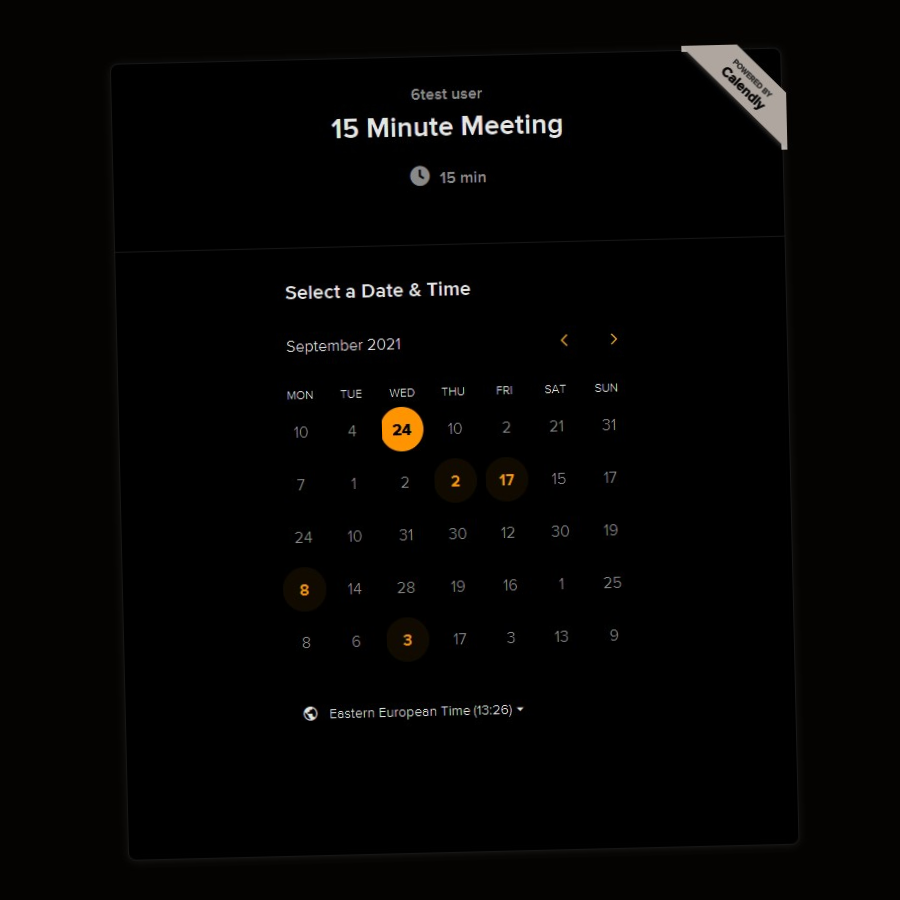 POWERED BY
Calendly
6test user
15 Minute Meeting
15 min
Select a Date & Time
September 2021
MON TUE WED THU FRI SAT SUN
10 4 24 10 2 21 31
7 1 2 2 17 15 17
24 10 31 30 12 30 19
8 14 28 19 16 1 25
8 6 3 17 3 13 9
Eastern European Time (13:26)